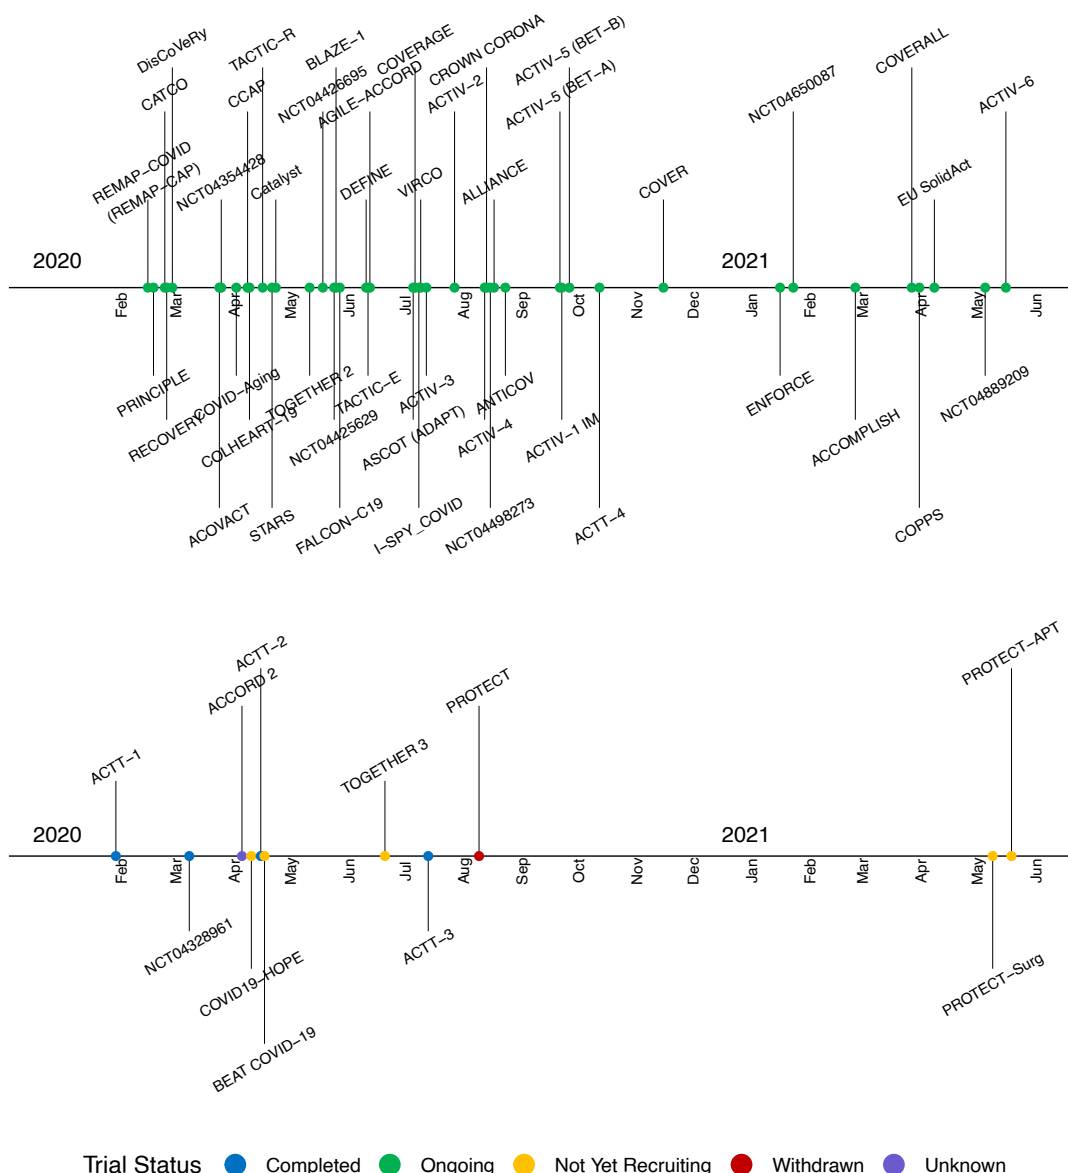 DisCoVeRy
TACTIC−R
BLAZE−1
COVERAGE
CROWN CORONA
ACTIV−5 (BET−B)
COVERALL
CATCO
CCAP
NCT04426695
AGILE−ACCORD
ACTIV−2
ACTIV−5 (BET−A)
NCT04650087
ACTIV−6
REMAP−COVID
(REMAP−CAP)
NCT04354428
Catalyst
DEFINE
VIRCO
ALLIANCE
COVER
EU SolidAct
2020
2021
Feb
Mar
Apr
May
Jun
Jul
Aug
Sep
Oct
Nov
Dec
Jan
Feb
Mar
Apr
May
Jun
PRINCIPLE
COVID−Aging
TOGETHER 2
TACTIC−E
ACTIV−3
ANTICOV
ENFORCE
NCT04889209
RECOVERY
COLHEART−19
NCT04425629
ASCOT (ADAPT)
ACTIV−4
ACTIV−1 IM
ACCOMPLISH
ACOVACT
STARS
FALCON−C19
I−SPY_COVID
NCT04498273
ACTT−4
COPPS
ACTT−2
ACCORD 2
PROTECT
PROTECT−APT
ACTT−1
TOGETHER 3
2020
2021
Feb
Mar
Apr
May
Jun
Jul
Aug
Sep
Oct
Nov
Dec
Jan
Feb
Mar
Apr
May
Jun
NCT04328961
ACTT−3
COVID19−HOPE
PROTECT−Surg
BEAT COVID−19
Trial Status
Completed
Ongoing
Not Yet Recruiting
Withdrawn
Unknown